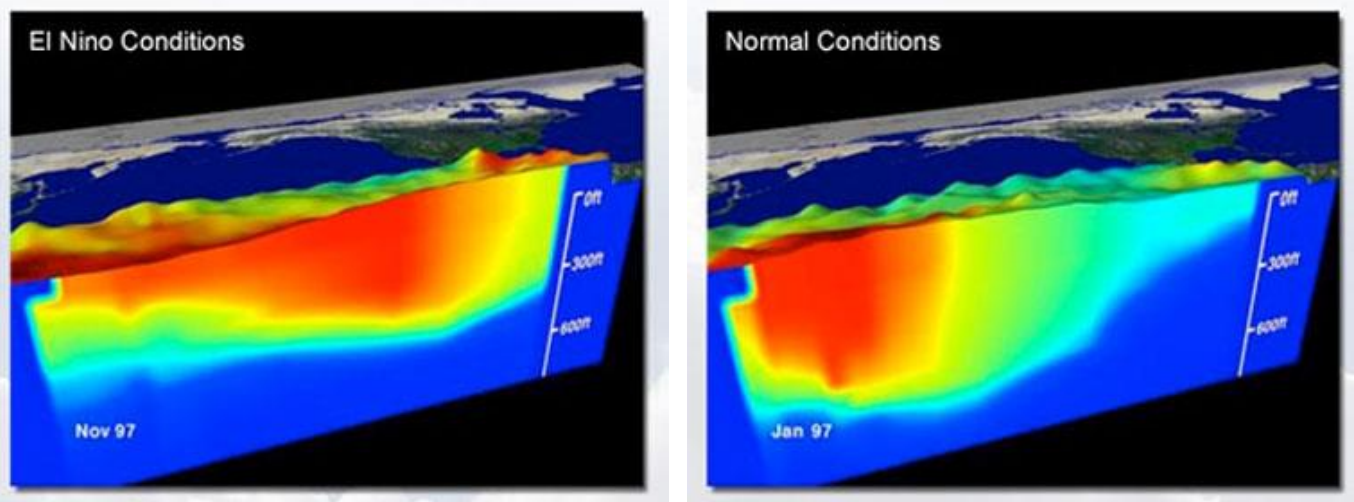 El Nino Conditions
0ft
300ft
600ft
Nov 97
Normal Conditions
0ft
300ft
600ft
Jan 97